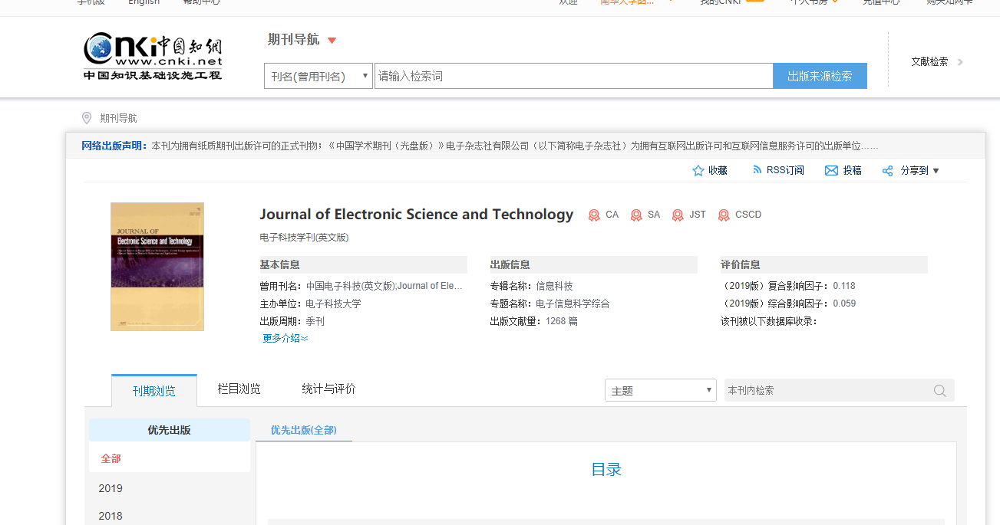 手机版 English 帮助中心 欢迎 南华大学图... 我的CNKI 个人书房 充值中心 购买知网卡
cnki 中国知網
www.cnki.net
中国知识基础设施工程
期刊导航
刊名(曾用刊名) 请输入检索词 出版来源检索 文献检索
期刊导航
网络出版声明：本刊为拥有纸质期刊出版许可的正式刊物；《中国学术期刊（光盘版）》电子杂志社有限公司（以下简称电子杂志社）为拥有互联网出版许可和互联网信息服务许可的出版单位......
收藏 RSS订阅 投稿 分享到
JOURNAL OF
Electronic Science and Technology
Journal of Electronic Science and Technology CA SA JST CSCD
电子科技学刊(英文版)
基本信息 出版信息 评价信息
曾用刊名：中国电子科技(英文版);Journal of Ele... 专辑名称：信息科技 （2019版）复合影响因子：0.118
主办单位：电子科技大学 专题名称：电子信息科学综合 （2019版）综合影响因子：0.059
出版周期：季刊 出版文献量：1268 篇 该刊被以下数据库收录：
更多介绍
刊期浏览 栏目浏览 统计与评价 主题 本刊内检索
优先出版 优先出版(全部)
全部
目录
2019
2018